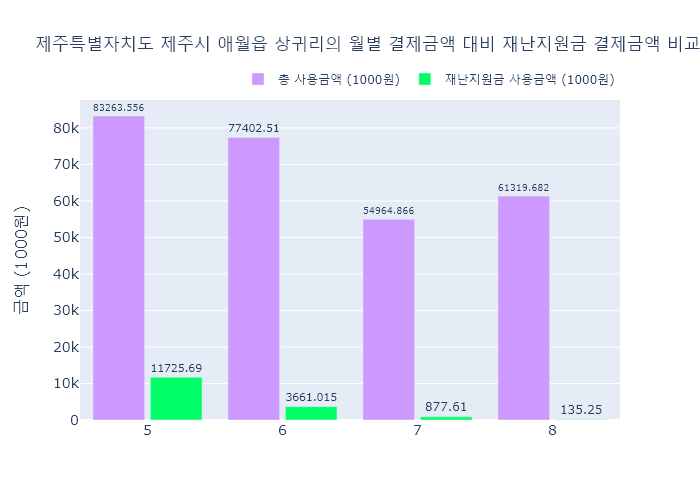 제주특별자치도 제주시 애월읍 상귀리의 월별 결제금액 대비 재난지원금 결제금액 비교
총 사용금액 (1000원)
재난지원금 사용금액 (1000원)
금액 (1000원)
80k
70k
60k
50k
40k
30k
20k
10k
0
83263.556
11725.69
77402.51
3661.015
54964.866
877.61
61319.682
135.25
5
6
7
8